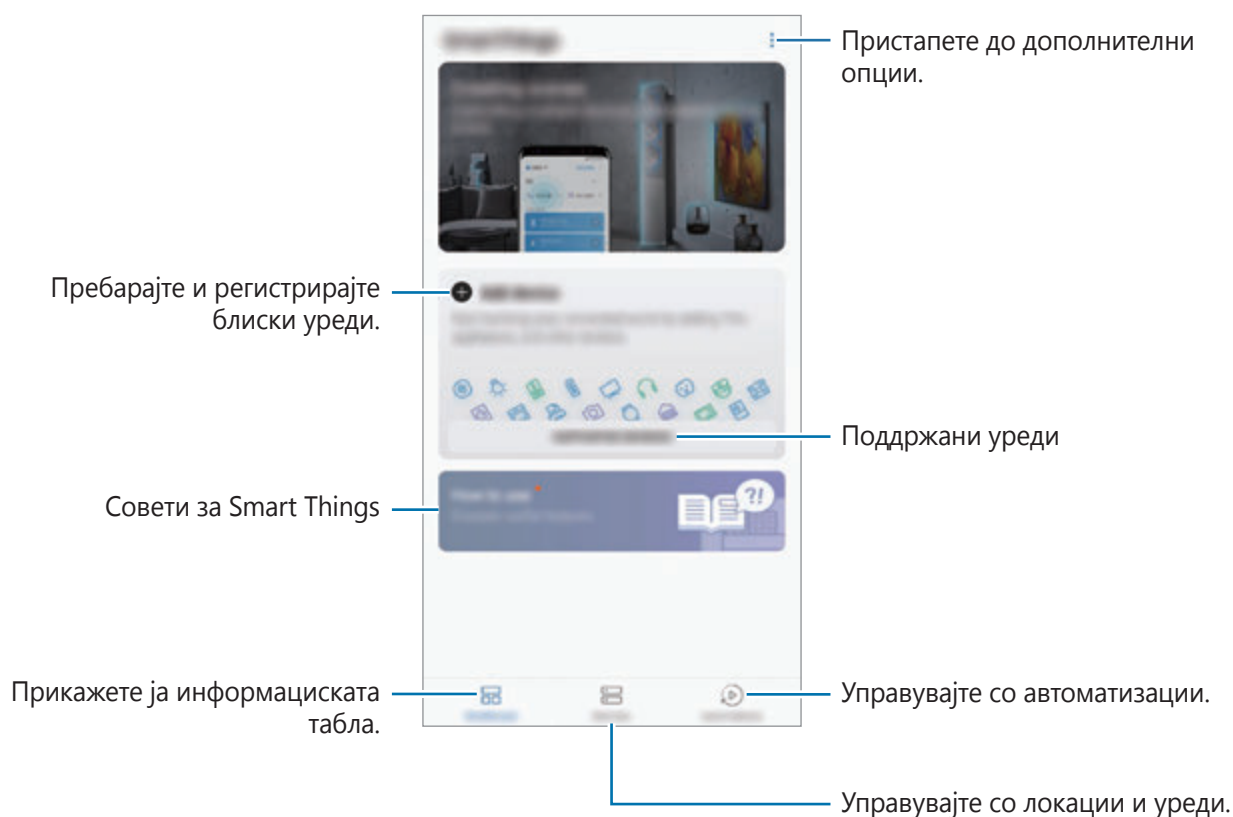 Пристапете до дополнителни
опции.
Пребарајте и регистрирајте
блиски уреди.
Поддржани уреди
Совети за Smart Things
?!
Прикажете ја информациската
табла.
Управувајте со автоматизации.
Управувајте со локации и уреди.